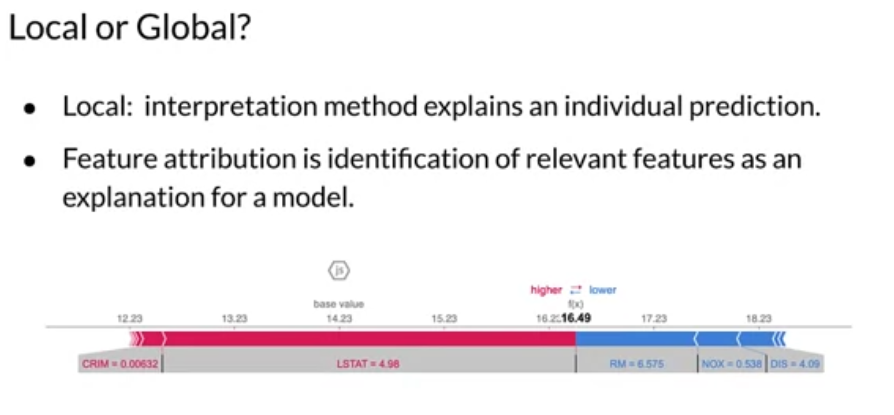 Local or Global?
● Local: interpretation method explains an individual prediction.
● Feature attribution is identification of relevant features as an
explanation for a model.
js
higher ⇄ lower
base value f(x)
12.23 13.23 14.23 15.23 16.2 16.49 17.23 18.23
CRIM = 0.00632 LSTAT = 4.98 RM = 6.575 NOX = 0.538 DIS = 4.09